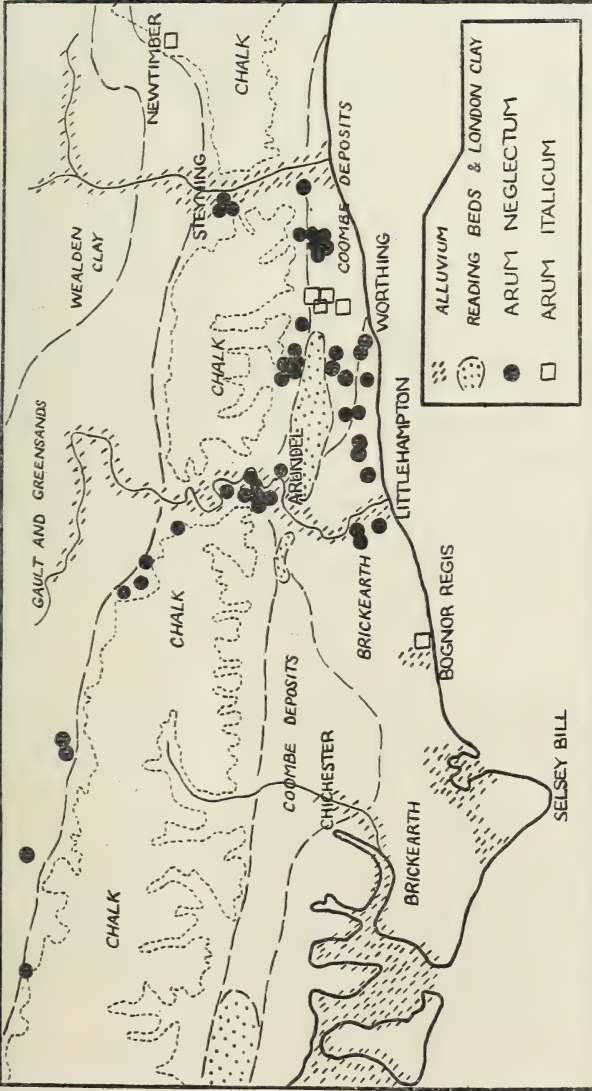 GAULT AND GREENSANDS
WEALDEN
CLAY
NEWTIMBER
CHALK
STEYNING
CHALK
CHALK
CHALK
COOMBE DEPOSITS
COOMBE DEPOSITS
ARUNDEL
CHICHESTER
BRICKEARTH
BRICKEARTH
WORTHING
LITTLEHAMPTON
BOGNOR REGIS
SELSEY BILL
ALLUVIUM
READING BEDS & LONDON CLAY
ARUM NEGLECTUM
ARUM ITALICUM